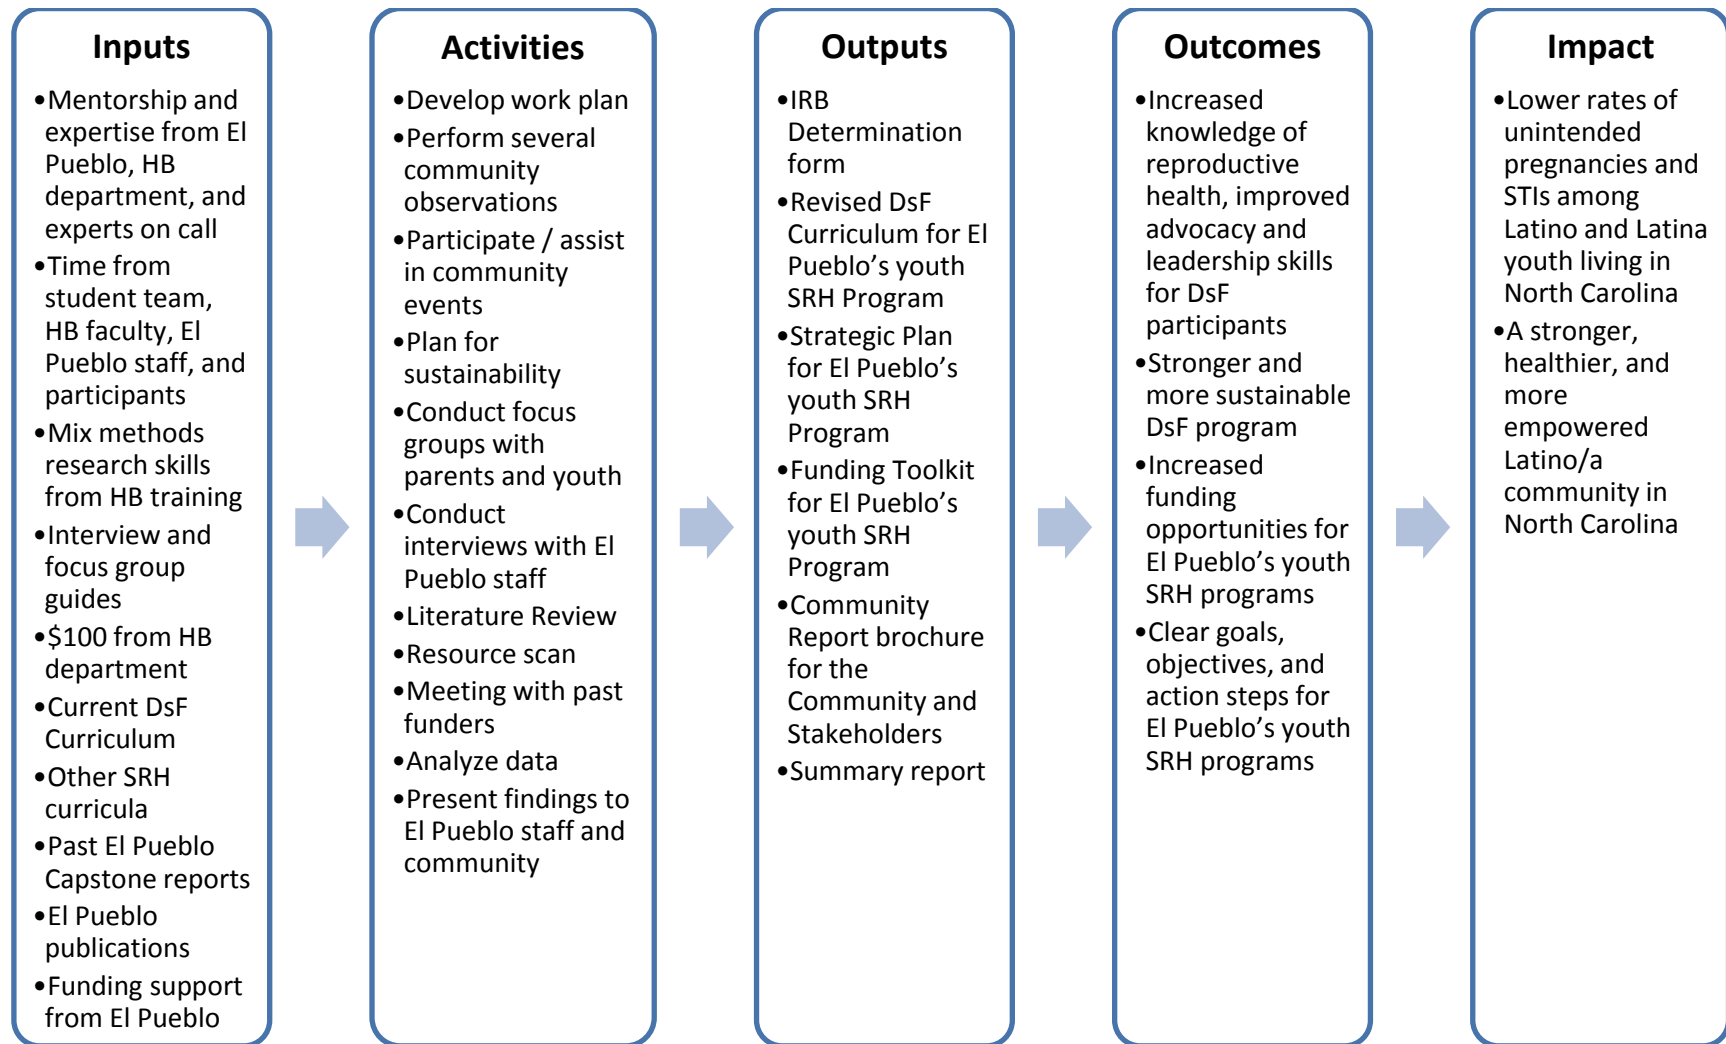 Inputs
•Mentorship and
expertise from El
Pueblo, HB
department, and
experts on call
•Time from
student team,
HB faculty, El
Pueblo staff, and
participants
•Mix methods
research skills
from HB training
•Interview and
focus group
guides
•$100 from HB
department
•Current DsF
Curriculum
•Other SRH
curricula
•Past El Pueblo
Capstone reports
•El Pueblo
publications
•Funding support
from El Pueblo
Activities
•Develop work plan
•Perform several
community
observations
•Participate / assist
in community
events
•Plan for
sustainability
•Conduct focus
groups with
parents and youth
•Conduct
interviews with El
Pueblo staff
•Literature Review
•Resource scan
•Meeting with past
funders
•Analyze data
•Present findings to
El Pueblo staff and
community
Outputs
•IRB
Determination
form
•Revised DsF
Curriculum for El
Pueblo’s youth
SRH Program
•Strategic Plan
for El Pueblo’s
youth SRH
Program
•Funding Toolkit
for El Pueblo’s
youth SRH
Program
•Community
Report brochure
for the
Community and
Stakeholders
•Summary report
Outcomes
•Increased
knowledge of
reproductive
health, improved
advocacy and
leadership skills
for DsF
participants
•Stronger and
more sustainable
DsF program
•Increased
funding
opportunities for
El Pueblo’s youth
SRH programs
•Clear goals,
objectives, and
action steps for
El Pueblo’s youth
SRH programs
Impact
•Lower rates of
unintended
pregnancies and
STIs among
Latino and Latina
youth living in
North Carolina
•A stronger,
healthier, and
more
empowered
Latino/a
community in
North Carolina